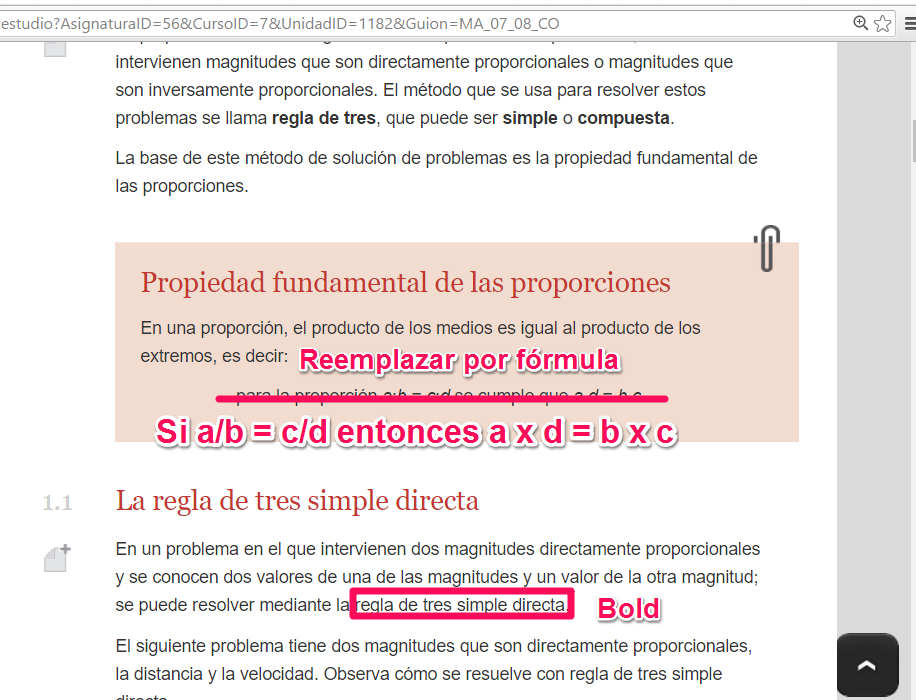 estudio?AsignaturaID=56&CursoID=7&UnidadID=1182&Guion=MA_07_08_CO
intervienen magnitudes que son directamente proporcionales o magnitudes que
son inversamente proporcionales. El método que se usa para resolver estos
problemas se llama regla de tres, que puede ser simple o compuesta.
La base de este método de solución de problemas es la propiedad fundamental de
las proporciones.
Propiedad fundamental de las proporciones
En una proporción, el producto de los medios es igual al producto de los
extremos, es decir: Reemplazar por fórmula
para la proporción a:b = c:d se cumple que a·d = b·c
Si a/b = c/d entonces a x d = b x c
1.1 La regla de tres simple directa
En un problema en el que intervienen dos magnitudes directamente proporcionales
y se conocen dos valores de una de las magnitudes y un valor de la otra magnitud;
se puede resolver mediante la regla de tres simple directa. Bold
El siguiente problema tiene dos magnitudes que son directamente proporcionales,
la distancia y la velocidad. Observa cómo se resuelve con regla de tres simple
directa.